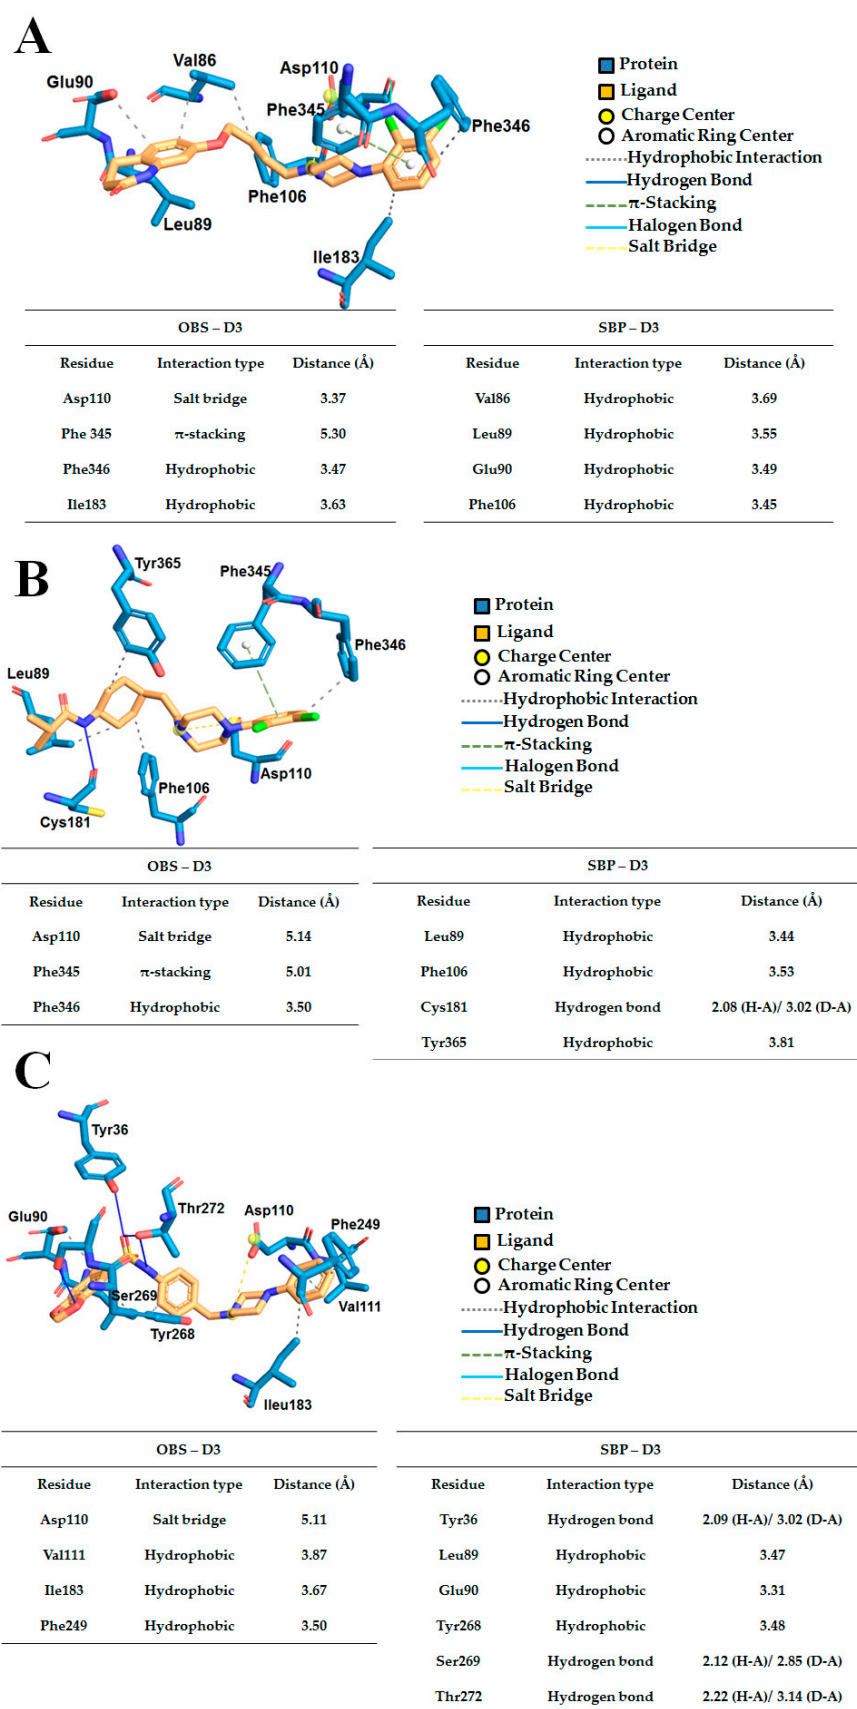 A
Glu90
Val86
Asp110
Phe345
Phe346
Phe106
Leu89
Ile183
Protein
Ligand
Charge Center
Aromatic Ring Center
Hydrophobic Interaction
Hydrogen Bond
π-Stacking
Halogen Bond
Salt Bridge
OBS – D3
Residue Interaction type Distance (Å)
Asp110 Salt bridge 3.37
Phe 345 π-stacking 5.30
Phe346 Hydrophobic 3.47
Ile183 Hydrophobic 3.63
SBP – D3
Residue Interaction type Distance (Å)
Val86 Hydrophobic 3.69
Leu89 Hydrophobic 3.55
Glu90 Hydrophobic 3.49
Phe106 Hydrophobic 3.45
B
Tyr365
Phe345
Phe346
Leu89
Asp110
Phe106
Cys181
Protein
Ligand
Charge Center
Aromatic Ring Center
Hydrophobic Interaction
Hydrogen Bond
π-Stacking
Halogen Bond
Salt Bridge
OBS – D3
Residue Interaction type Distance (Å)
Asp110 Salt bridge 5.14
Phe345 π-stacking 5.01
Phe346 Hydrophobic 3.50
SBP – D3
Residue Interaction type Distance (Å)
Leu89 Hydrophobic 3.44
Phe106 Hydrophobic 3.53
Cys181 Hydrogen bond 2.08 (H-A)/ 3.02 (D-A)
Tyr365 Hydrophobic 3.81
C
Tyr36
Glu90
Thr272
Asp110
Phe249
Ser269
Val111
Tyr268
Ileu183
Protein
Ligand
Charge Center
Aromatic Ring Center
Hydrophobic Interaction
Hydrogen Bond
π-Stacking
Halogen Bond
Salt Bridge
OBS – D3
Residue Interaction type Distance (Å)
Asp110 Salt bridge 5.11
Val111 Hydrophobic 3.87
Ile183 Hydrophobic 3.67
Phe249 Hydrophobic 3.50
SBP – D3
Residue Interaction type Distance (Å)
Tyr36 Hydrogen bond 2.09 (H-A)/ 3.02 (D-A)
Leu89 Hydrophobic 3.47
Glu90 Hydrophobic 3.31
Tyr268 Hydrophobic 3.48
Ser269 Hydrogen bond 2.12 (H-A)/ 2.85 (D-A)
Thr272 Hydrogen bond 2.22 (H-A)/ 3.14 (D-A)